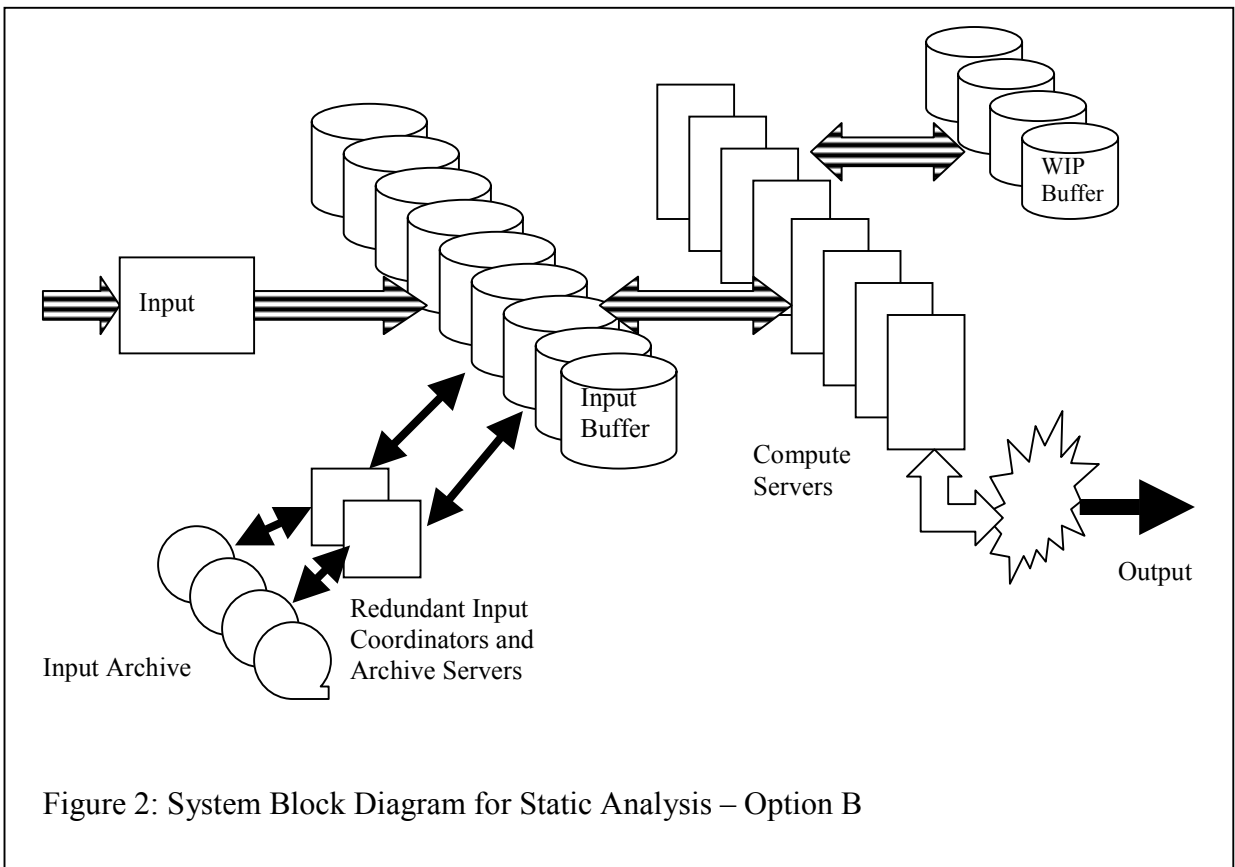 WIP
Buffer
Input
Input
Buffer
Compute
Servers
Output
Redundant Input
Coordinators and
Archive Servers
Input Archive
Figure 2: System Block Diagram for Static Analysis – Option B